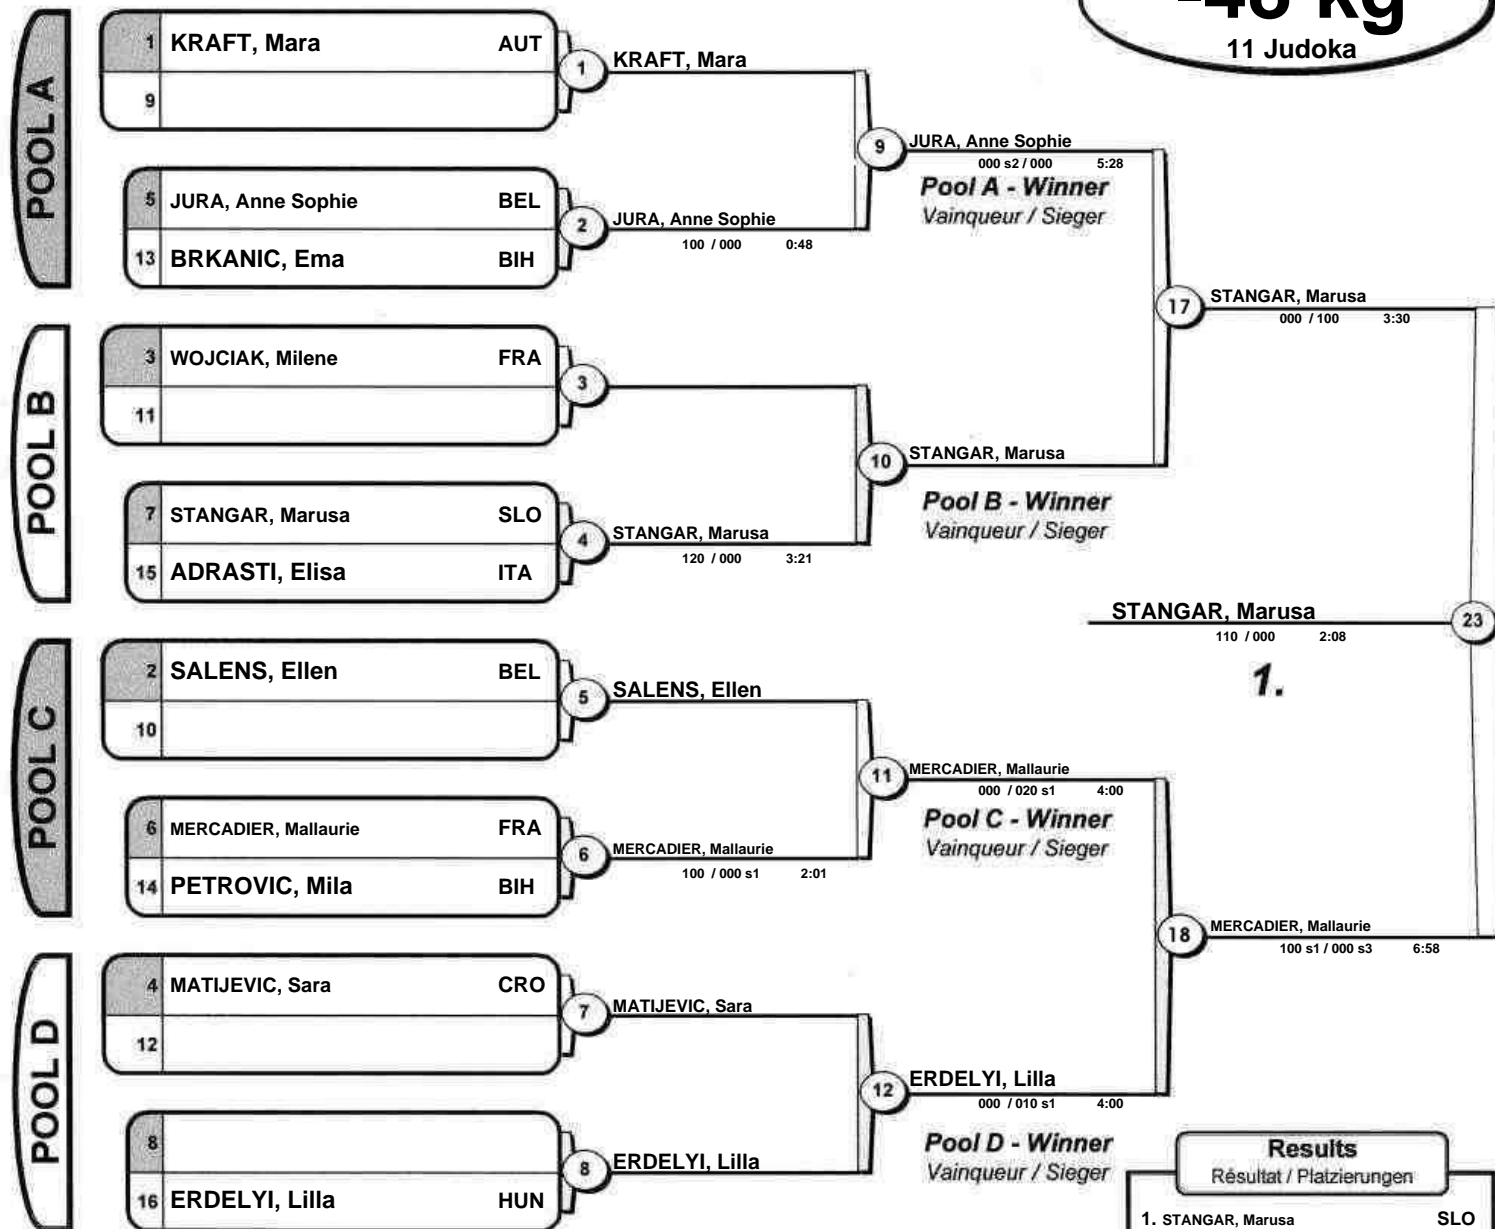 -48 kg
11 Judoka
POOL A
1 KRAFT, Mara AUT
9
1 KRAFT, Mara
5 JURA, Anne Sophie BEL
13 BRKANIC, Ema BIH
2 JURA, Anne Sophie
100 / 000 0:48
9 JURA, Anne Sophie
000 s2 / 000 5:28
Pool A - Winner
Vainqueur / Sieger
POOL B
3 WOJCIAK, Milene FRA
11
3
7 STANGAR, Marusa SLO
15 ADRASTI, Elisa ITA
4 STANGAR, Marusa
120 / 000 3:21
10 STANGAR, Marusa
Pool B - Winner
Vainqueur / Sieger
17 STANGAR, Marusa
000 / 100 3:30
STANGAR, Marusa 23
110 / 000 2:08
1.
POOL C
2 SALENS, Ellen BEL
10
5 SALENS, Ellen
6 MERCADIER, Mallaurie FRA
14 PETROVIC, Mila BIH
6 MERCADIER, Mallaurie
100 / 000 s1 2:01
11 MERCADIER, Mallaurie
000 / 020 s1 4:00
Pool C - Winner
Vainqueur / Sieger
18 MERCADIER, Mallaurie
100 s1 / 000 s3 6:58
POOL D
4 MATIJEVIC, Sara CRO
12
7 MATIJEVIC, Sara
8
16 ERDELYI, Lilla HUN
8 ERDELYI, Lilla
12 ERDELYI, Lilla
000 / 010 s1 4:00
Pool D - Winner
Vainqueur / Sieger
Results
Résultat / Platzierungen
1. STANGAR, Marusa SLO